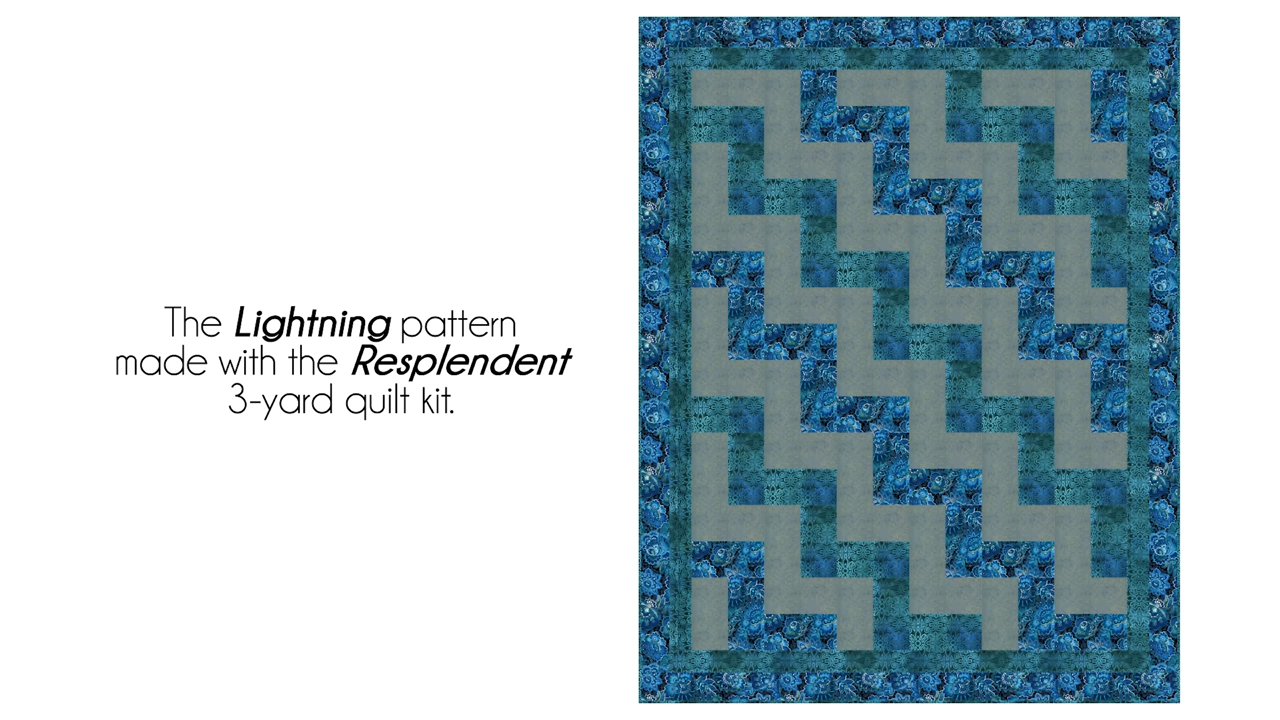 The Lightning pattern
made with the Resplendent
3-yard quilt kit.